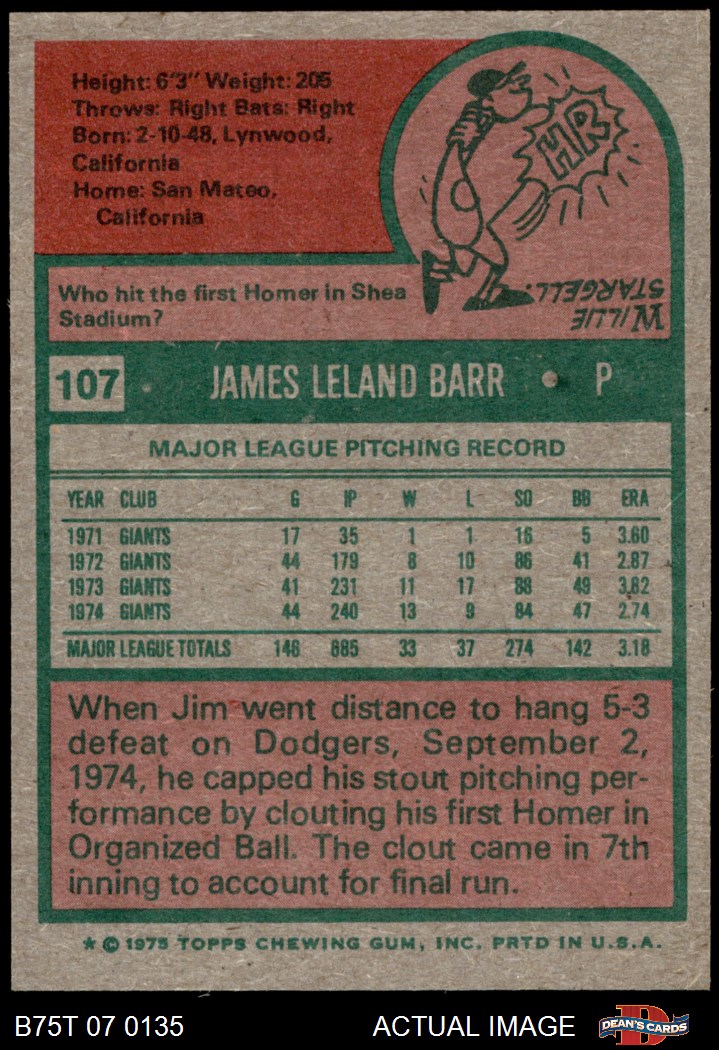 Height: 6'3" Weight: 205
Throws: Right Bats: Right
Born: 2-10-48, Lynwood,
California
Home: San Mateo,
California
HR
WILLIE
STARGELL.
Who hit the first Homer in Shea
Stadium?
107 • JAMES LELAND BARR • P
MAJOR LEAGUE PITCHING RECORD
YEAR CLUB G IP W L SO BB ERA
1971 GIANTS 17 35 1 1 16 5 3.60
1972 GIANTS 44 179 8 10 86 41 2.87
1973 GIANTS 41 231 11 17 88 49 3.82
1974 GIANTS 44 240 13 9 84 47 2.74
MAJOR LEAGUE TOTALS 146 685 33 37 274 142 3.18
When Jim went distance to hang 5-3
defeat on Dodgers, September 2,
1974, he capped his stout pitching per-
formance by clouting his first Homer in
Organized Ball. The clout came in 7th
inning to account for final run.
* © 1975 TOPPS CHEWING GUM, INC. PRTD IN U.S.A.
B75T 07 0135 ACTUAL IMAGE D DEAN'S CARDS